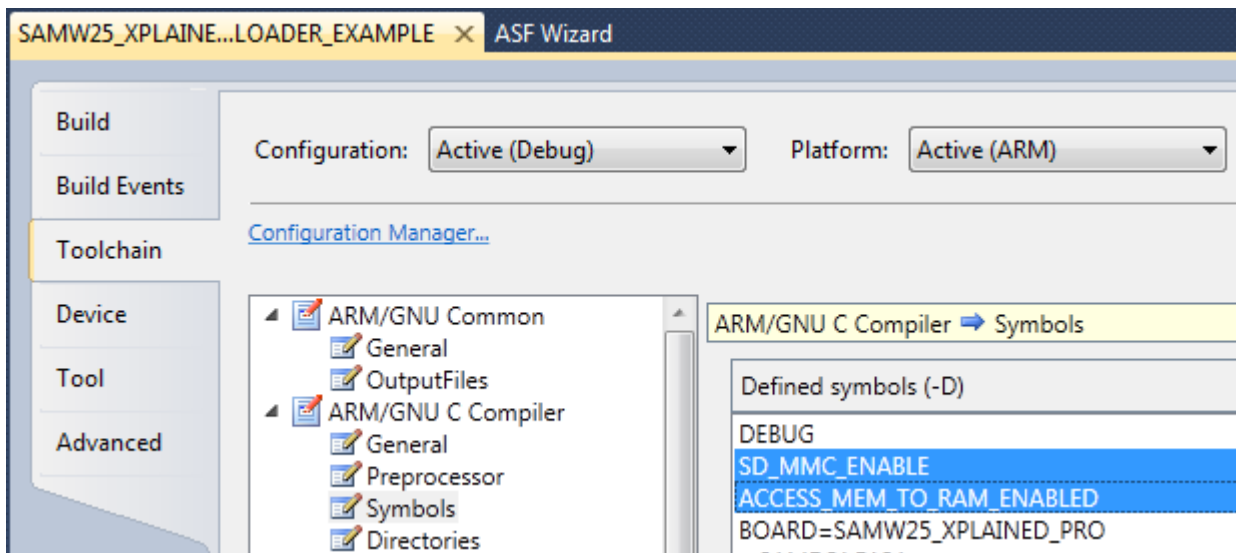 SAMW25_XPLAINE...LOADER_EXAMPLE × ASF Wizard
Build
Build Events
Toolchain
Device
Tool
Advanced
Configuration: Active (Debug) Platform: Active (ARM)
Configuration Manager...
ARM/GNU Common
General
OutputFiles
ARM/GNU C Compiler
General
Preprocessor
Symbols
Directories
ARM/GNU C Compiler ➡ Symbols
Defined symbols (-D)
DEBUG
SD_MMC_ENABLE
ACCESS_MEM_TO_RAM_ENABLED
BOARD=SAMW25_XPLAINED_PRO